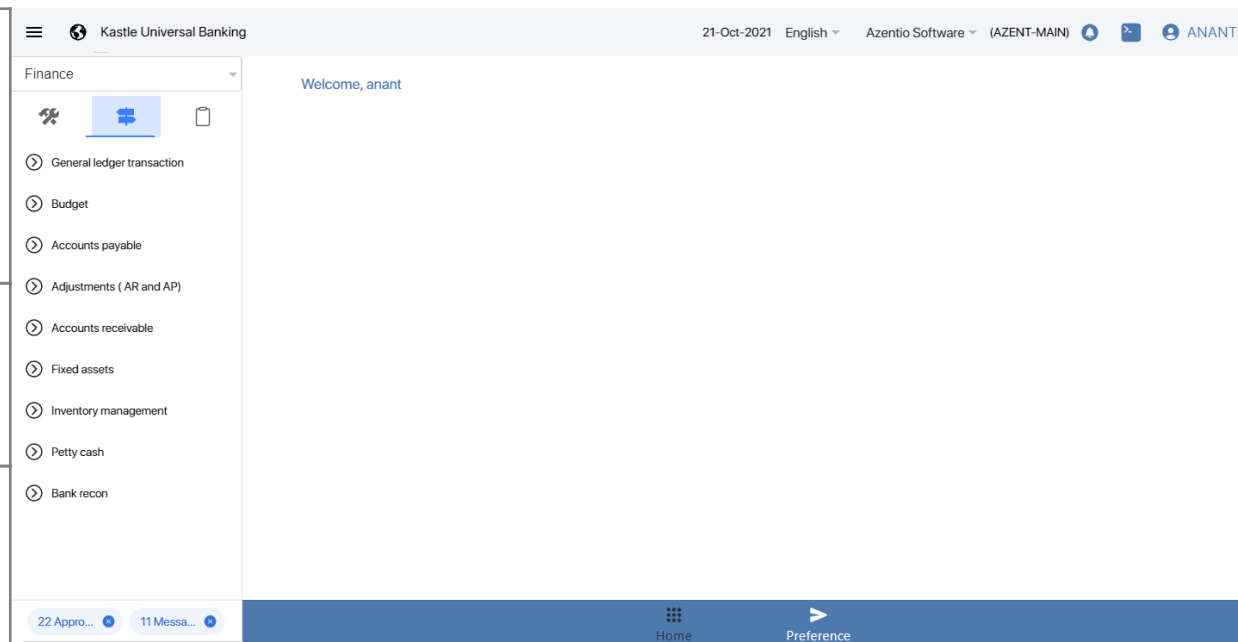 Kastle Universal Banking
21-Oct-2021 English Azentio Software (AZENT-MAIN) ANANT
Finance
Welcome, anant
General ledger transaction
Budget
Accounts payable
Adjustments ( AR and AP)
Accounts receivable
Fixed assets
Inventory management
Petty cash
Bank recon
22 Appro... 11 Messa...
Home Preference